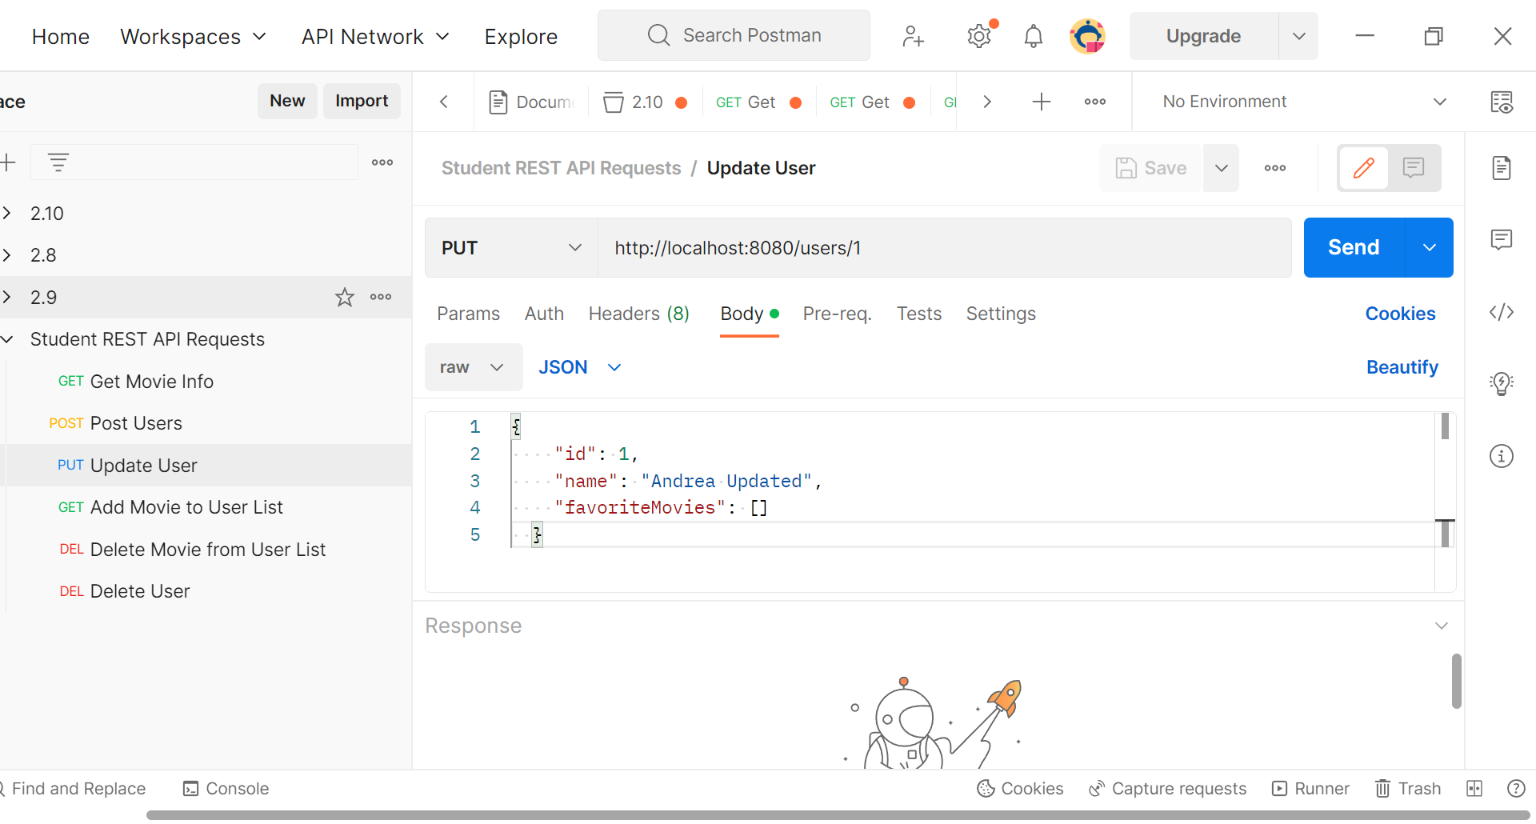 Home Workspaces API Network Explore Search Postman Upgrade
ace New Import Docum 2.10 GET Get GET Get No Environment
Student REST API Requests / Update User Save
2.10
2.8
2.9
PUT http://localhost:8080/users/1 Send
Params Auth Headers (8) Body Pre-req. Tests Settings Cookies
raw JSON Beautify
Student REST API Requests
GET Get Movie Info
POST Post Users
PUT Update User
GET Add Movie to User List
DEL Delete Movie from User List
DEL Delete User
1 {
2 "id": 1,
3 "name": "Andrea Updated",
4 "favoriteMovies": []
5 }
Response
Find and Replace Console Cookies Capture requests Runner Trash